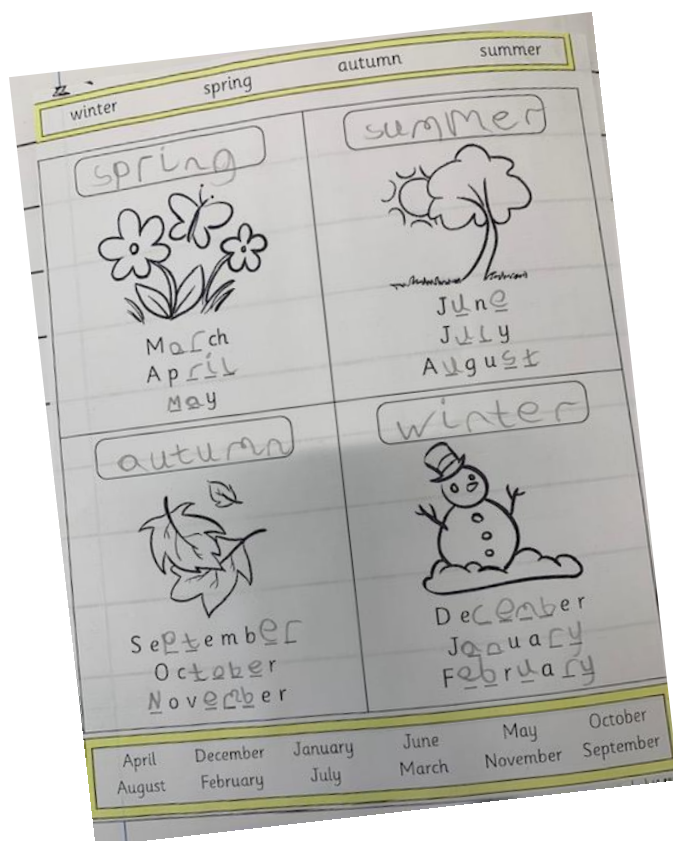 winter spring autumn summer
spring
March
April
May
summer
June
July
August
autumn
September
October
November
winter
December
January
February
April December January June May October
August February July March November September